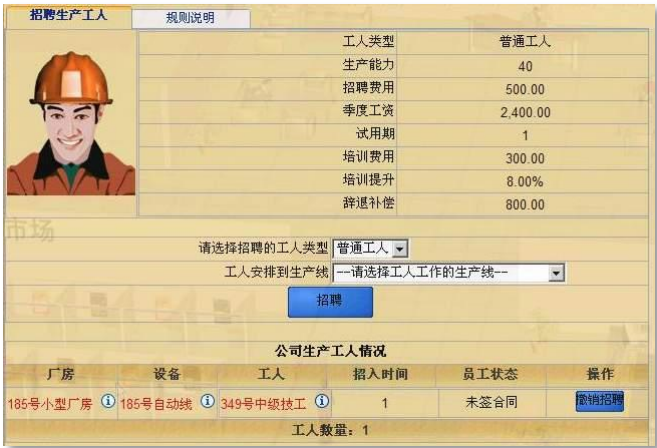 招聘生产工人 规则说明
工人类型 普通工人
生产能力 40
招聘费用 500.00
季度工资 2,400.00
试用期 1
培训费用 300.00
培训提升 8.00%
辞退补偿 800.00
市场
请选择招聘的工人类型 普通工人
工人安排到生产线 --请选择工人工作的生产线--
招聘
公司生产工人情况
厂房 设备 工人 招入时间 员工状态 操作
185号小型厂房 185号自动线 349号中级技工 1 未签合同 撤销招聘
工人数量：1